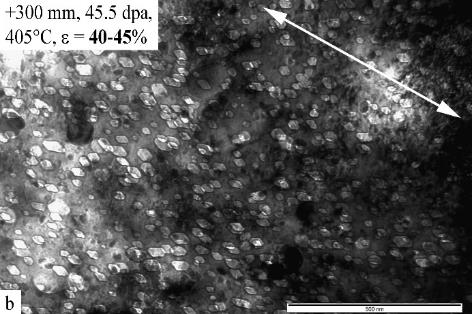 +300 mm, 45.5 dpa,
405°C, ε = 40-45%
b
500 nm